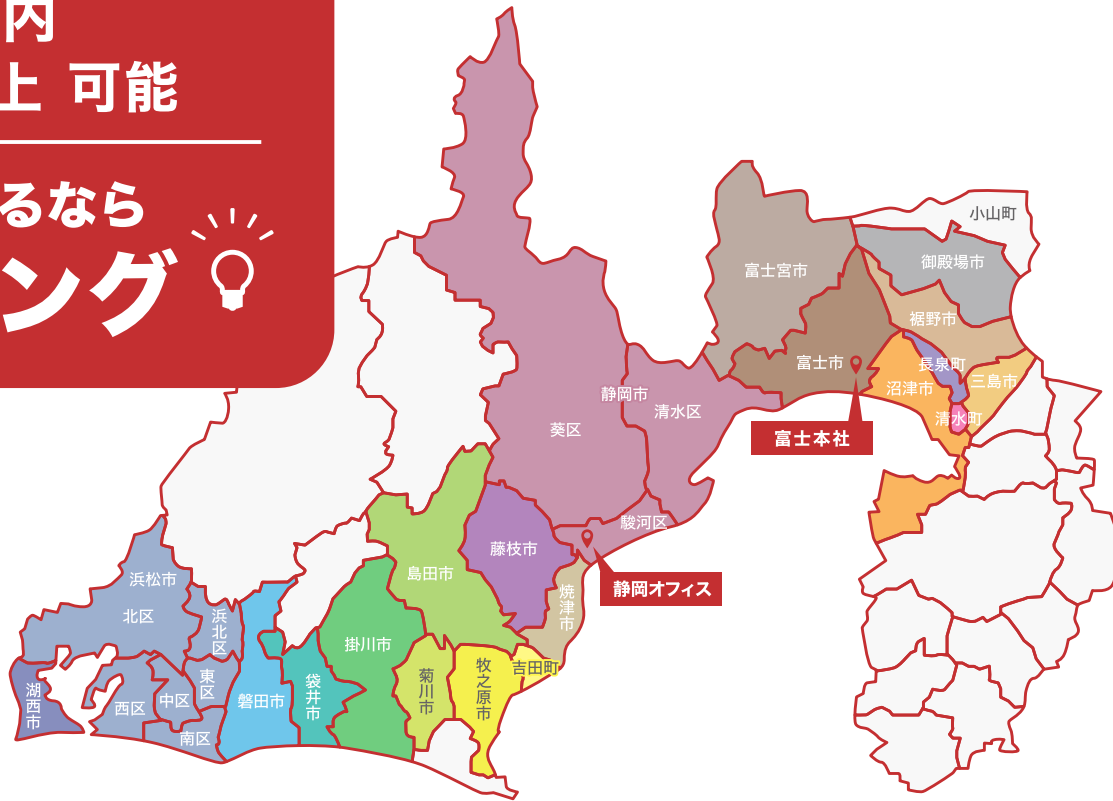 内
上 可能
るなら
ング
小山町
御殿場市
富士宮市
裾野市
富士市
長泉町
三島市
沼津市
清水町
静岡市
清水区
葵区
富士本社
駿河区
藤枝市
静岡オフィス
島田市
焼津市
浜松市
北区
浜北区
掛川市
吉田町
牧之原市
菊川市
東区
袋井市
磐田市
中区
西区
湖西市
南区